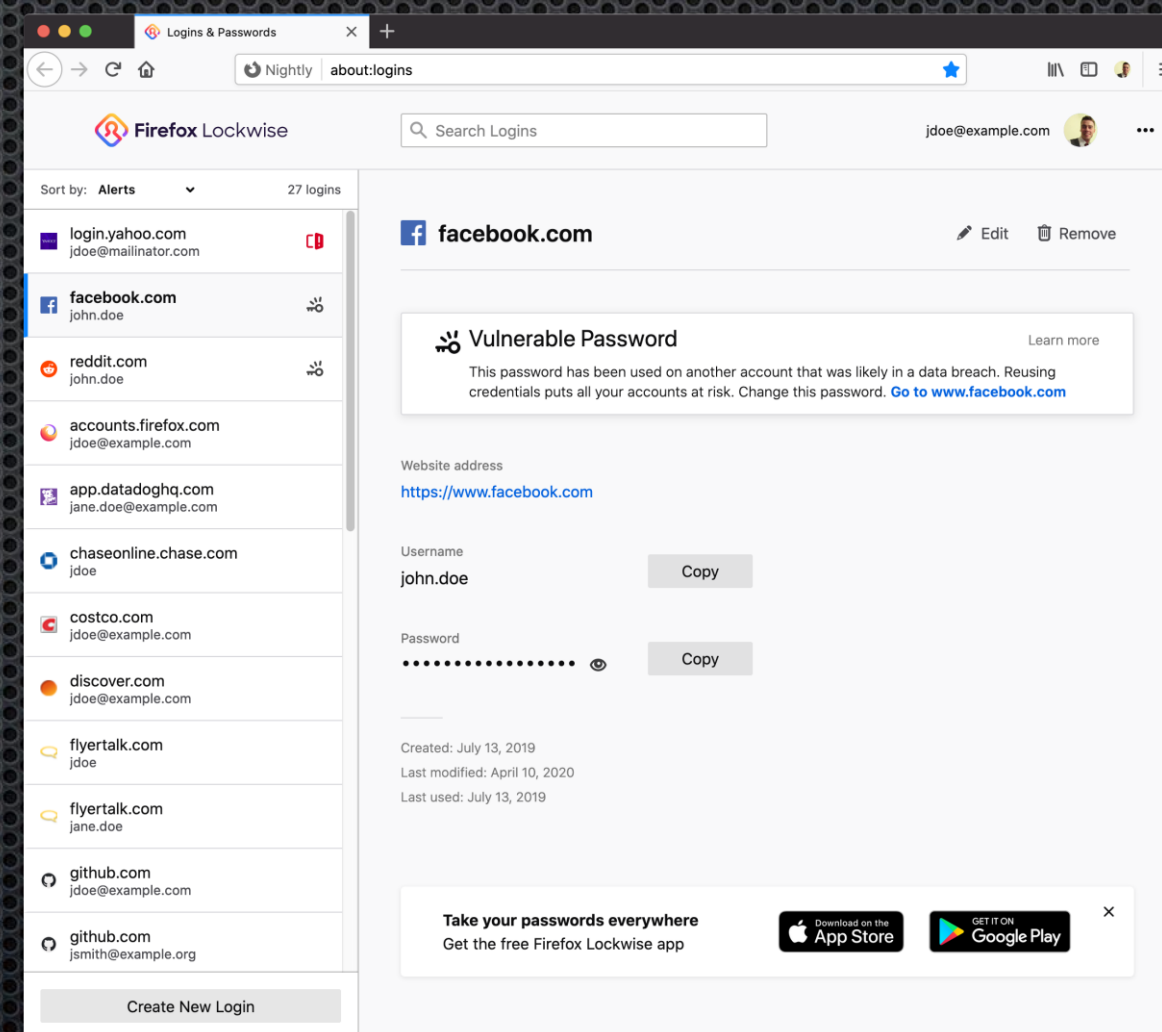 Logins & Passwords
Nightly about:logins
Firefox Lockwise
Search Logins
jdoe@example.com
Sort by: Alerts
27 logins
login.yahoo.com
jdoe@mailinator.com
facebook.com
john.doe
reddit.com
john.doe
accounts.firefox.com
jdoe@example.com
app.datadoghq.com
jane.doe@example.com
chaseonline.chase.com
jdoe
costco.com
jdoe@example.com
discover.com
jdoe@example.com
flyertalk.com
jdoe
flyertalk.com
jane.doe
github.com
jdoe@example.com
github.com
jsmith@example.org
Create New Login
facebook.com
Edit
Remove
Vulnerable Password
Learn more
This password has been used on another account that was likely in a data breach. Reusing
credentials puts all your accounts at risk. Change this password. Go to www.facebook.com
Website address
https://www.facebook.com
Username
john.doe
Copy
Password
••••••••••••••••
Copy
Created: July 13, 2019
Last modified: April 10, 2020
Last used: July 13, 2019
Take your passwords everywhere
Get the free Firefox Lockwise app
Download on the
App Store
GET IT ON
Google Play